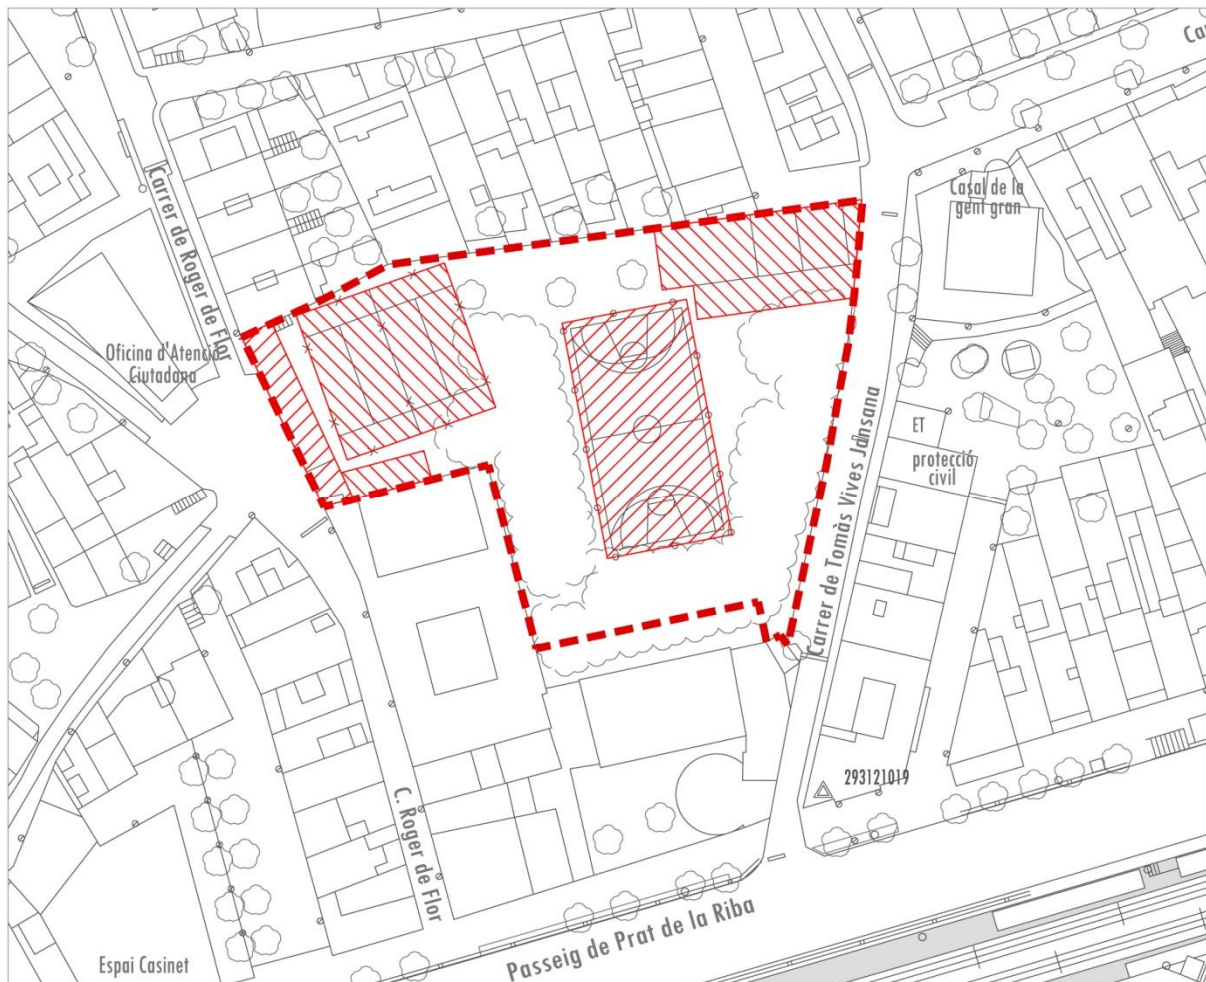 Ca
Carrer de Roger de Flor
Casal de la
gent gran
Oficina d'Atenció
Ciutadana
ET
protecció
civil
Carrer de Tomàs Vives Jansana
293121019
C. Roger de Flor
Passeig de Prat de la Riba
Espai Casinet